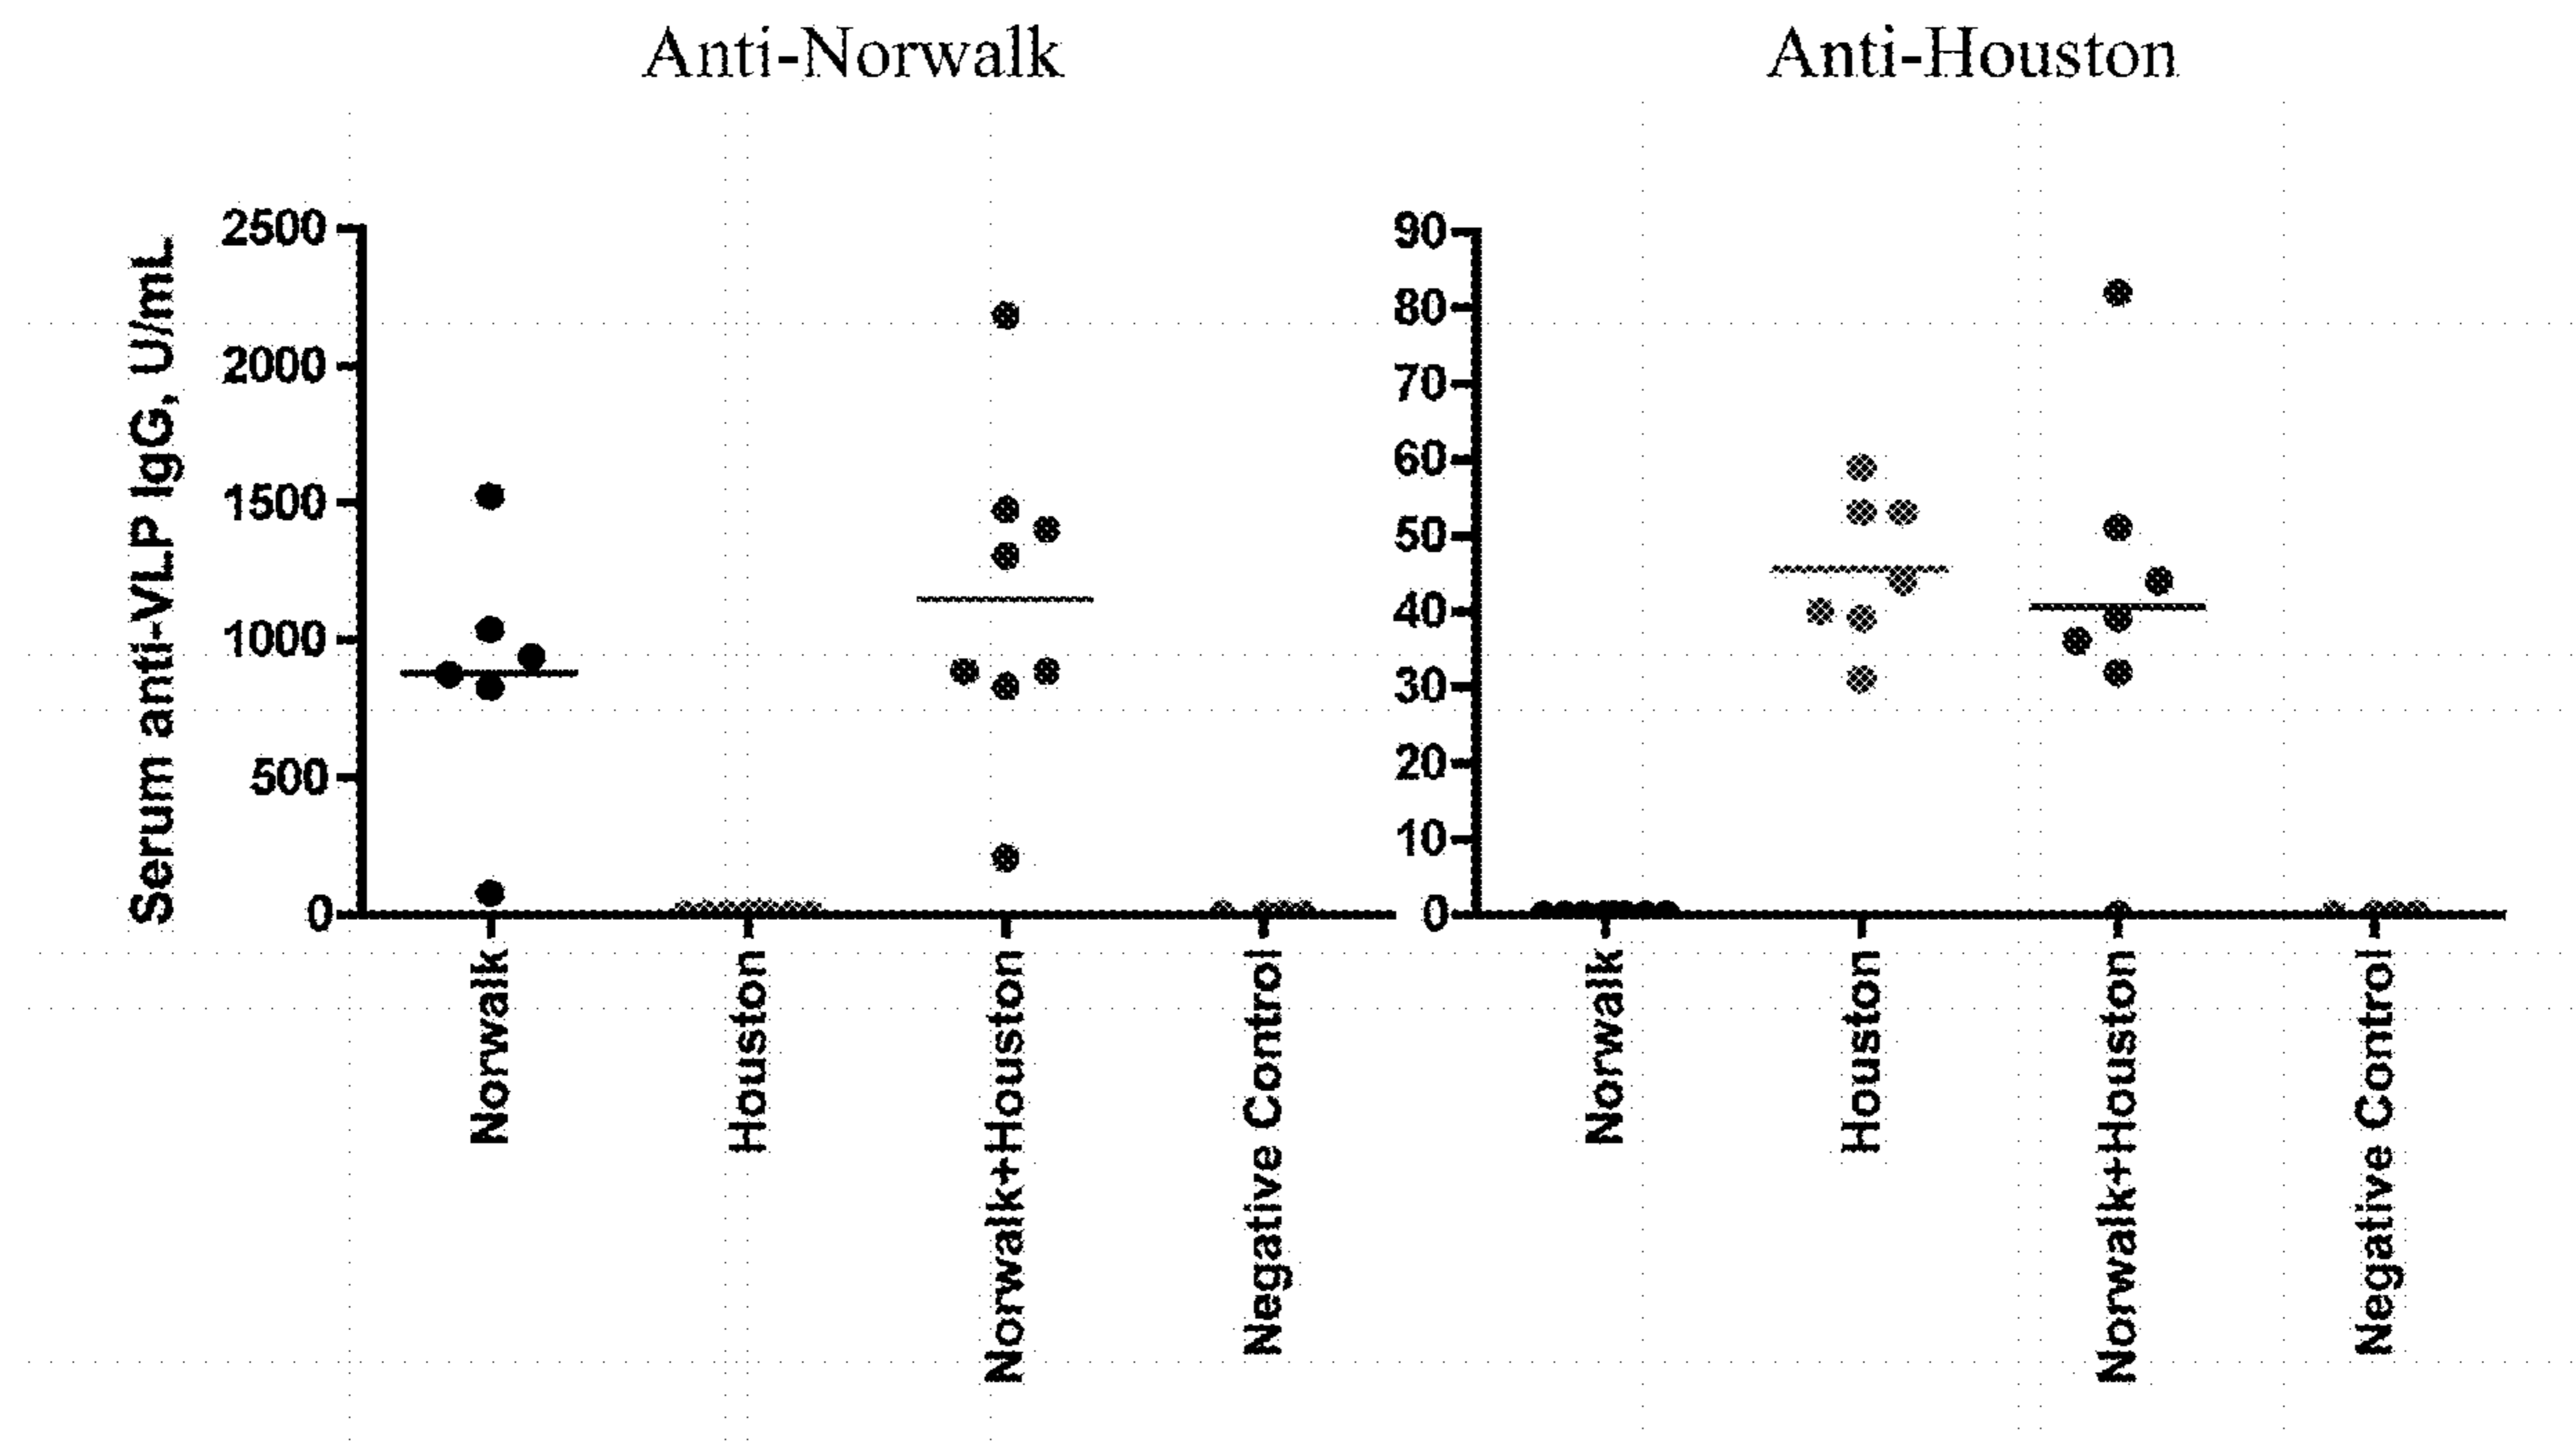 Anti-Norwalk
Serum anti-VLP IgG, U/mL
2500
2000
1500
1000
500
0
Norwalk
Houston
Norwalk+Houston
Negative Control
Anti-Houston
90
80
70
60
50
40
30
20
10
0
Norwalk
Houston
Norwalk+Houston
Negative Control